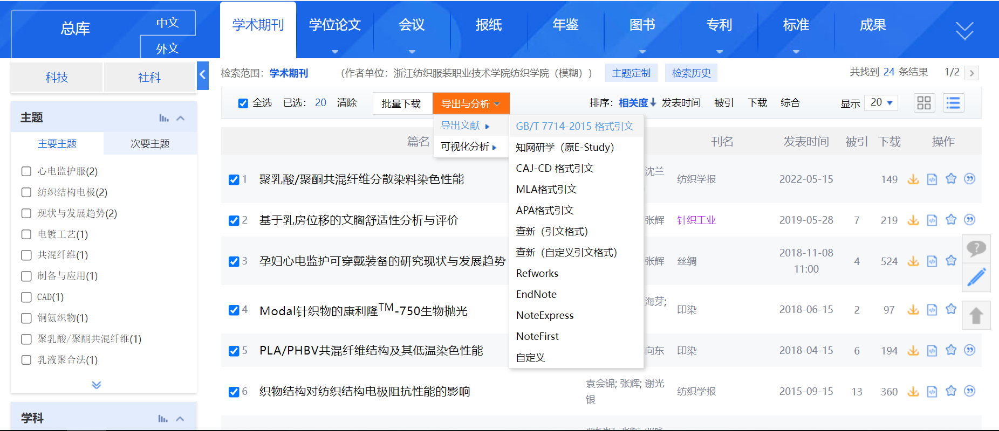 总库
中文
外文
学术期刊
学位论文
会议
报纸
年鉴
图书
专利
标准
成果
科技
社科
检索范围：学术期刊 （作者单位：浙江纺织服装职业技术学院纺织学院（模糊））
主题定制
检索历史
共找到 24 条结果 1/2
全选 已选： 20 清除
批量下载
导出与分析
排序： 相关度 发表时间 被引 下载 综合
显示 20
导出文献
可视化分析
GB/T 7714-2015 格式引文
知网研学（原E-Study）
CAJ-CD 格式引文
MLA格式引文
APA格式引文
查新（引文格式）
查新（自定义引文格式）
Refworks
EndNote
NoteExpress
NoteFirst
自定义
主题
主要主题
次要主题
心电监护服(2)
纺织结构电极(2)
现状与发展趋势(2)
电镀工艺(1)
共混纤维(1)
制备与应用(1)
CAD(1)
铜氨织物(1)
聚乳酸/聚酮共混纤维(1)
乳液聚合法(1)
学科
篇名 刊名 发表时间 被引 下载 操作
1 聚乳酸/聚酮共混纤维分散染料染色性能 沈兰 纺织学报 2022-05-15 149
2 基于乳房位移的文胸舒适性分析与评价 张辉 针织工业 2019-05-28 7 219
3 孕妇心电监护可穿戴装备的研究现状与发展趋势 张辉 丝绸 2018-11-08 11:00 4 524
4 Modal针织物的康利隆TM-750生物抛光 海芽; 印染 2018-06-15 2 97
5 PLA/PHBV共混纤维结构及其低温染色性能 向东 印染 2018-04-15 6 194
6 织物结构对纺织结构电极阻抗性能的影响 袁会锦; 张辉; 谢光银 纺织学报 2015-09-15 13 360